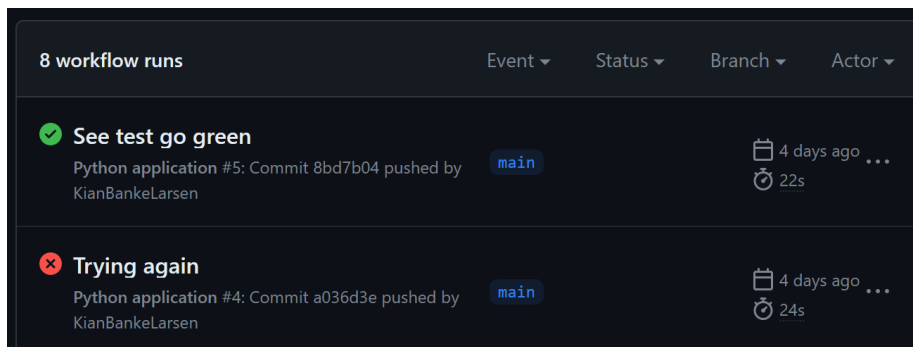 8 workflow runs Event Status Branch Actor
See test go green
Python application #5: Commit 8bd7b04 pushed by
KianBankeLarsen
main
4 days ago
22s
Trying again
Python application #4: Commit a036d3e pushed by
KianBankeLarsen
main
4 days ago
24s